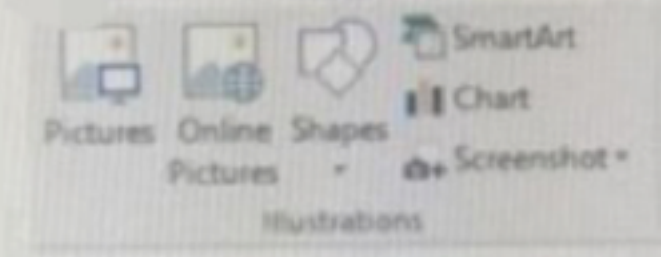 Pictures
Online
Pictures
Shapes
SmartArt
Chart
Screenshot
Illustrations